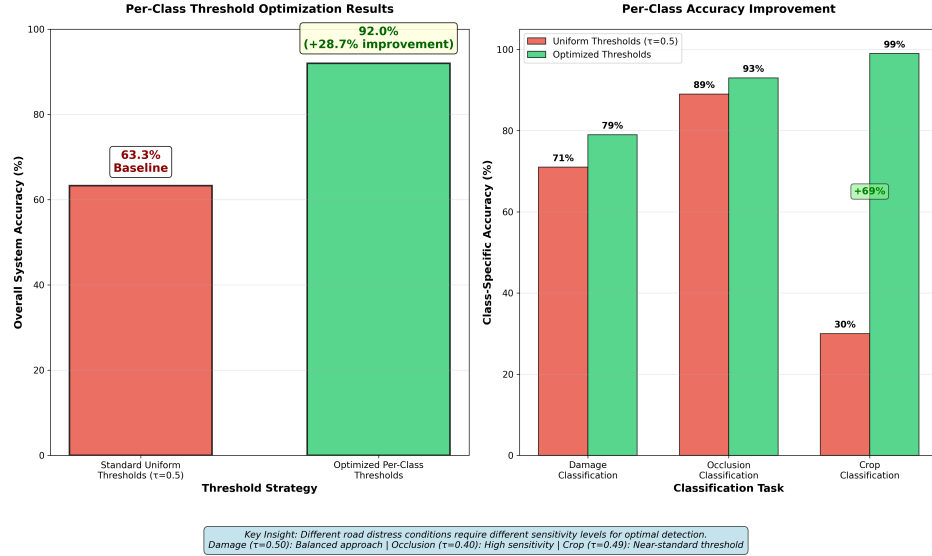 Per-Class Threshold Optimization Results
Overall System Accuracy (%)
100
80
60
40
20
0
63.3%
Baseline
92.0%
(+28.7% improvement)
Standard Uniform
Thresholds (τ=0.5)
Optimized Per-Class
Thresholds
Threshold Strategy
Per-Class Accuracy Improvement
Class-Specific Accuracy (%)
100
80
60
40
20
0
Uniform Thresholds (τ=0.5)
Optimized Thresholds
71%
79%
89%
93%
30%
99%
+69%
Damage
Classification
Occlusion
Classification
Crop
Classification
Classification Task
Key Insight: Different road distress conditions require different sensitivity levels for optimal detection.
Damage (τ=0.50): Balanced approach | Occlusion (τ=0.40): High sensitivity | Crop (τ=0.49): Near-standard threshold